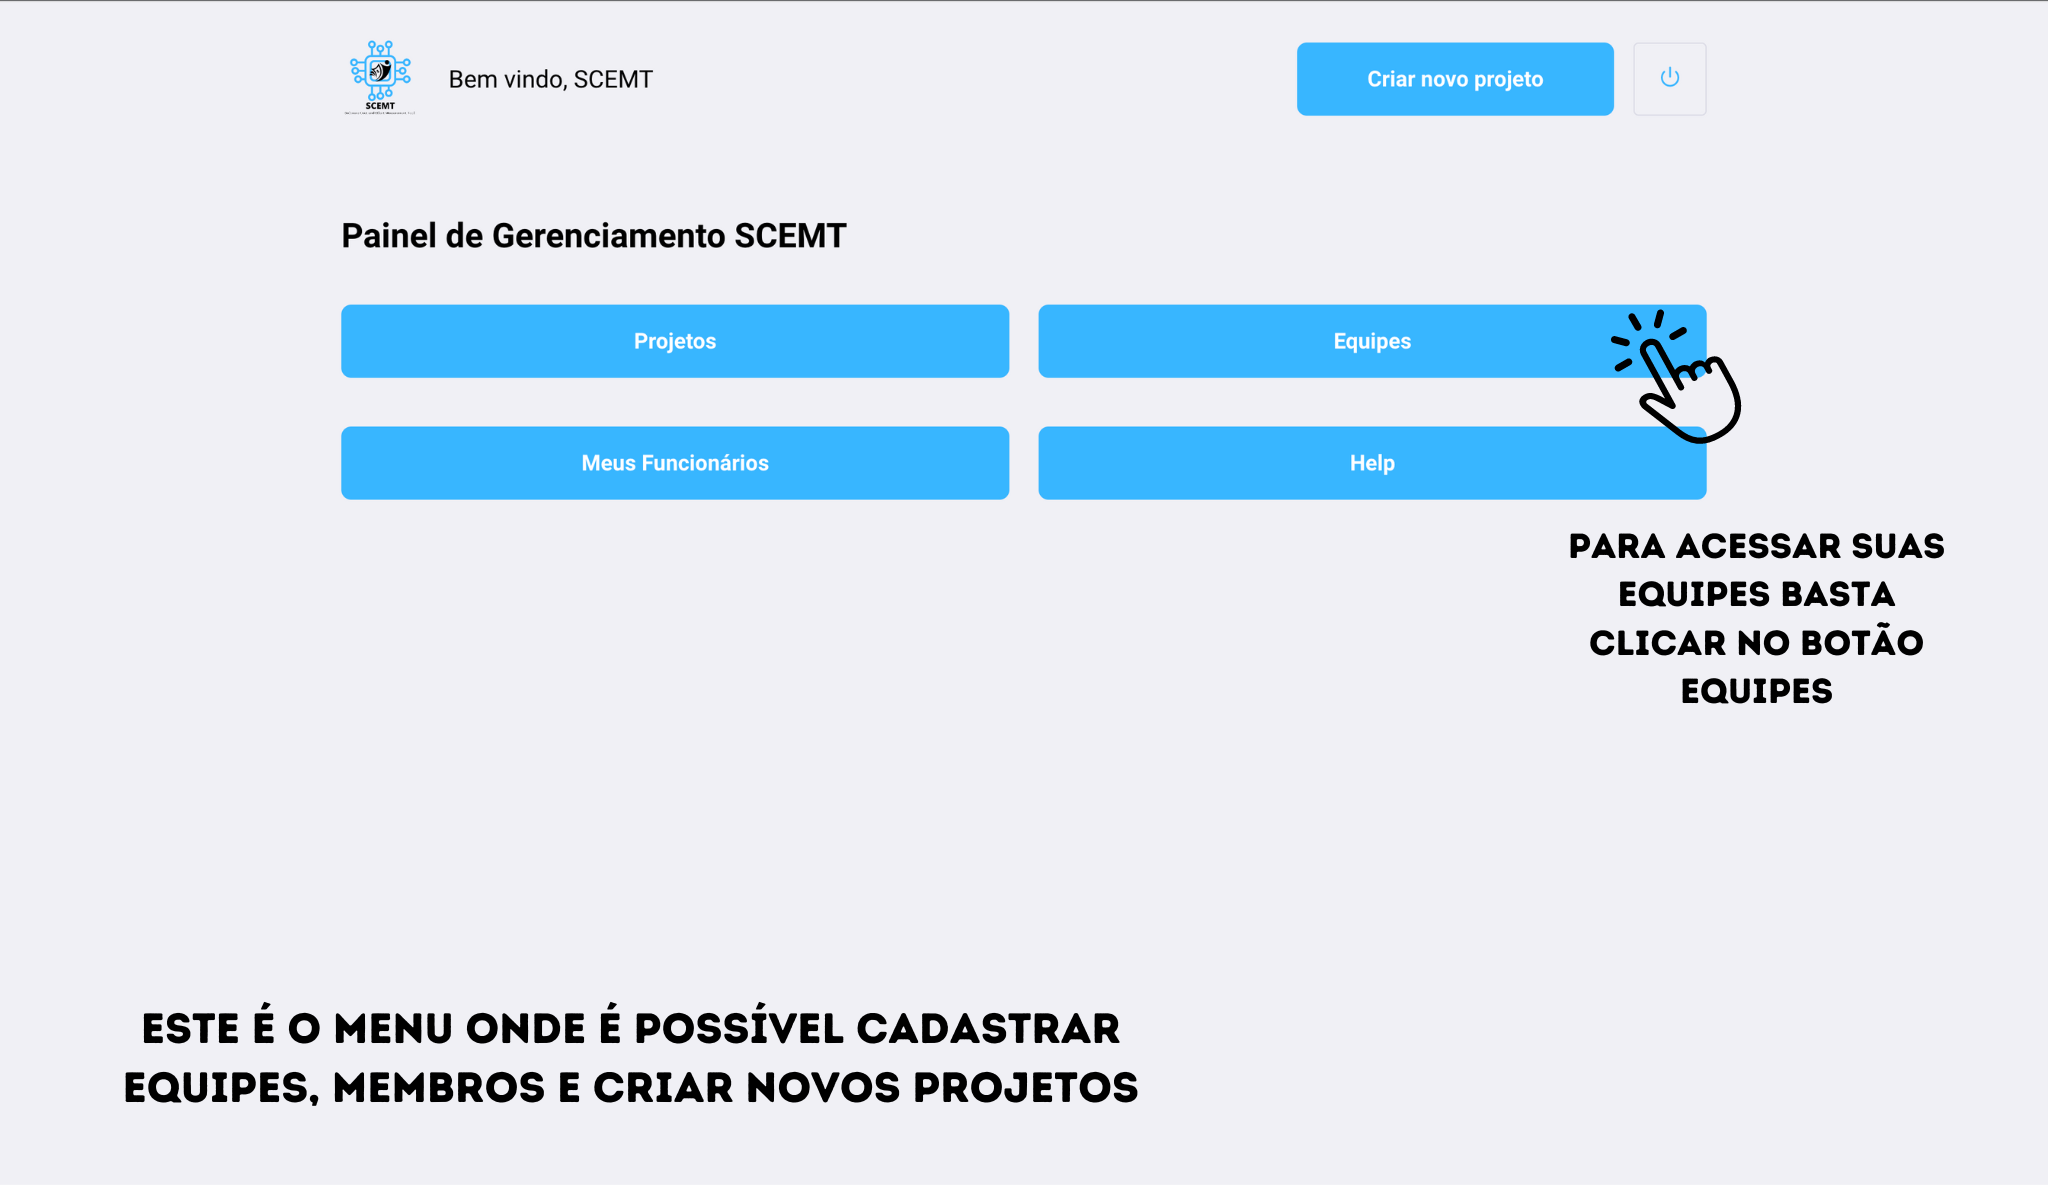 SCEMT
Bem vindo, SCEMT
Criar novo projeto
Painel de Gerenciamento SCEMT
Projetos
Equipes
Meus Funcionários
Help
PARA ACESSAR SUAS
EQUIPES BASTA
CLICAR NO BOTÃO
EQUIPES
ESTE É O MENU ONDE É POSSÍVEL CADASTRAR
EQUIPES, MEMBROS E CRIAR NOVOS PROJETOS